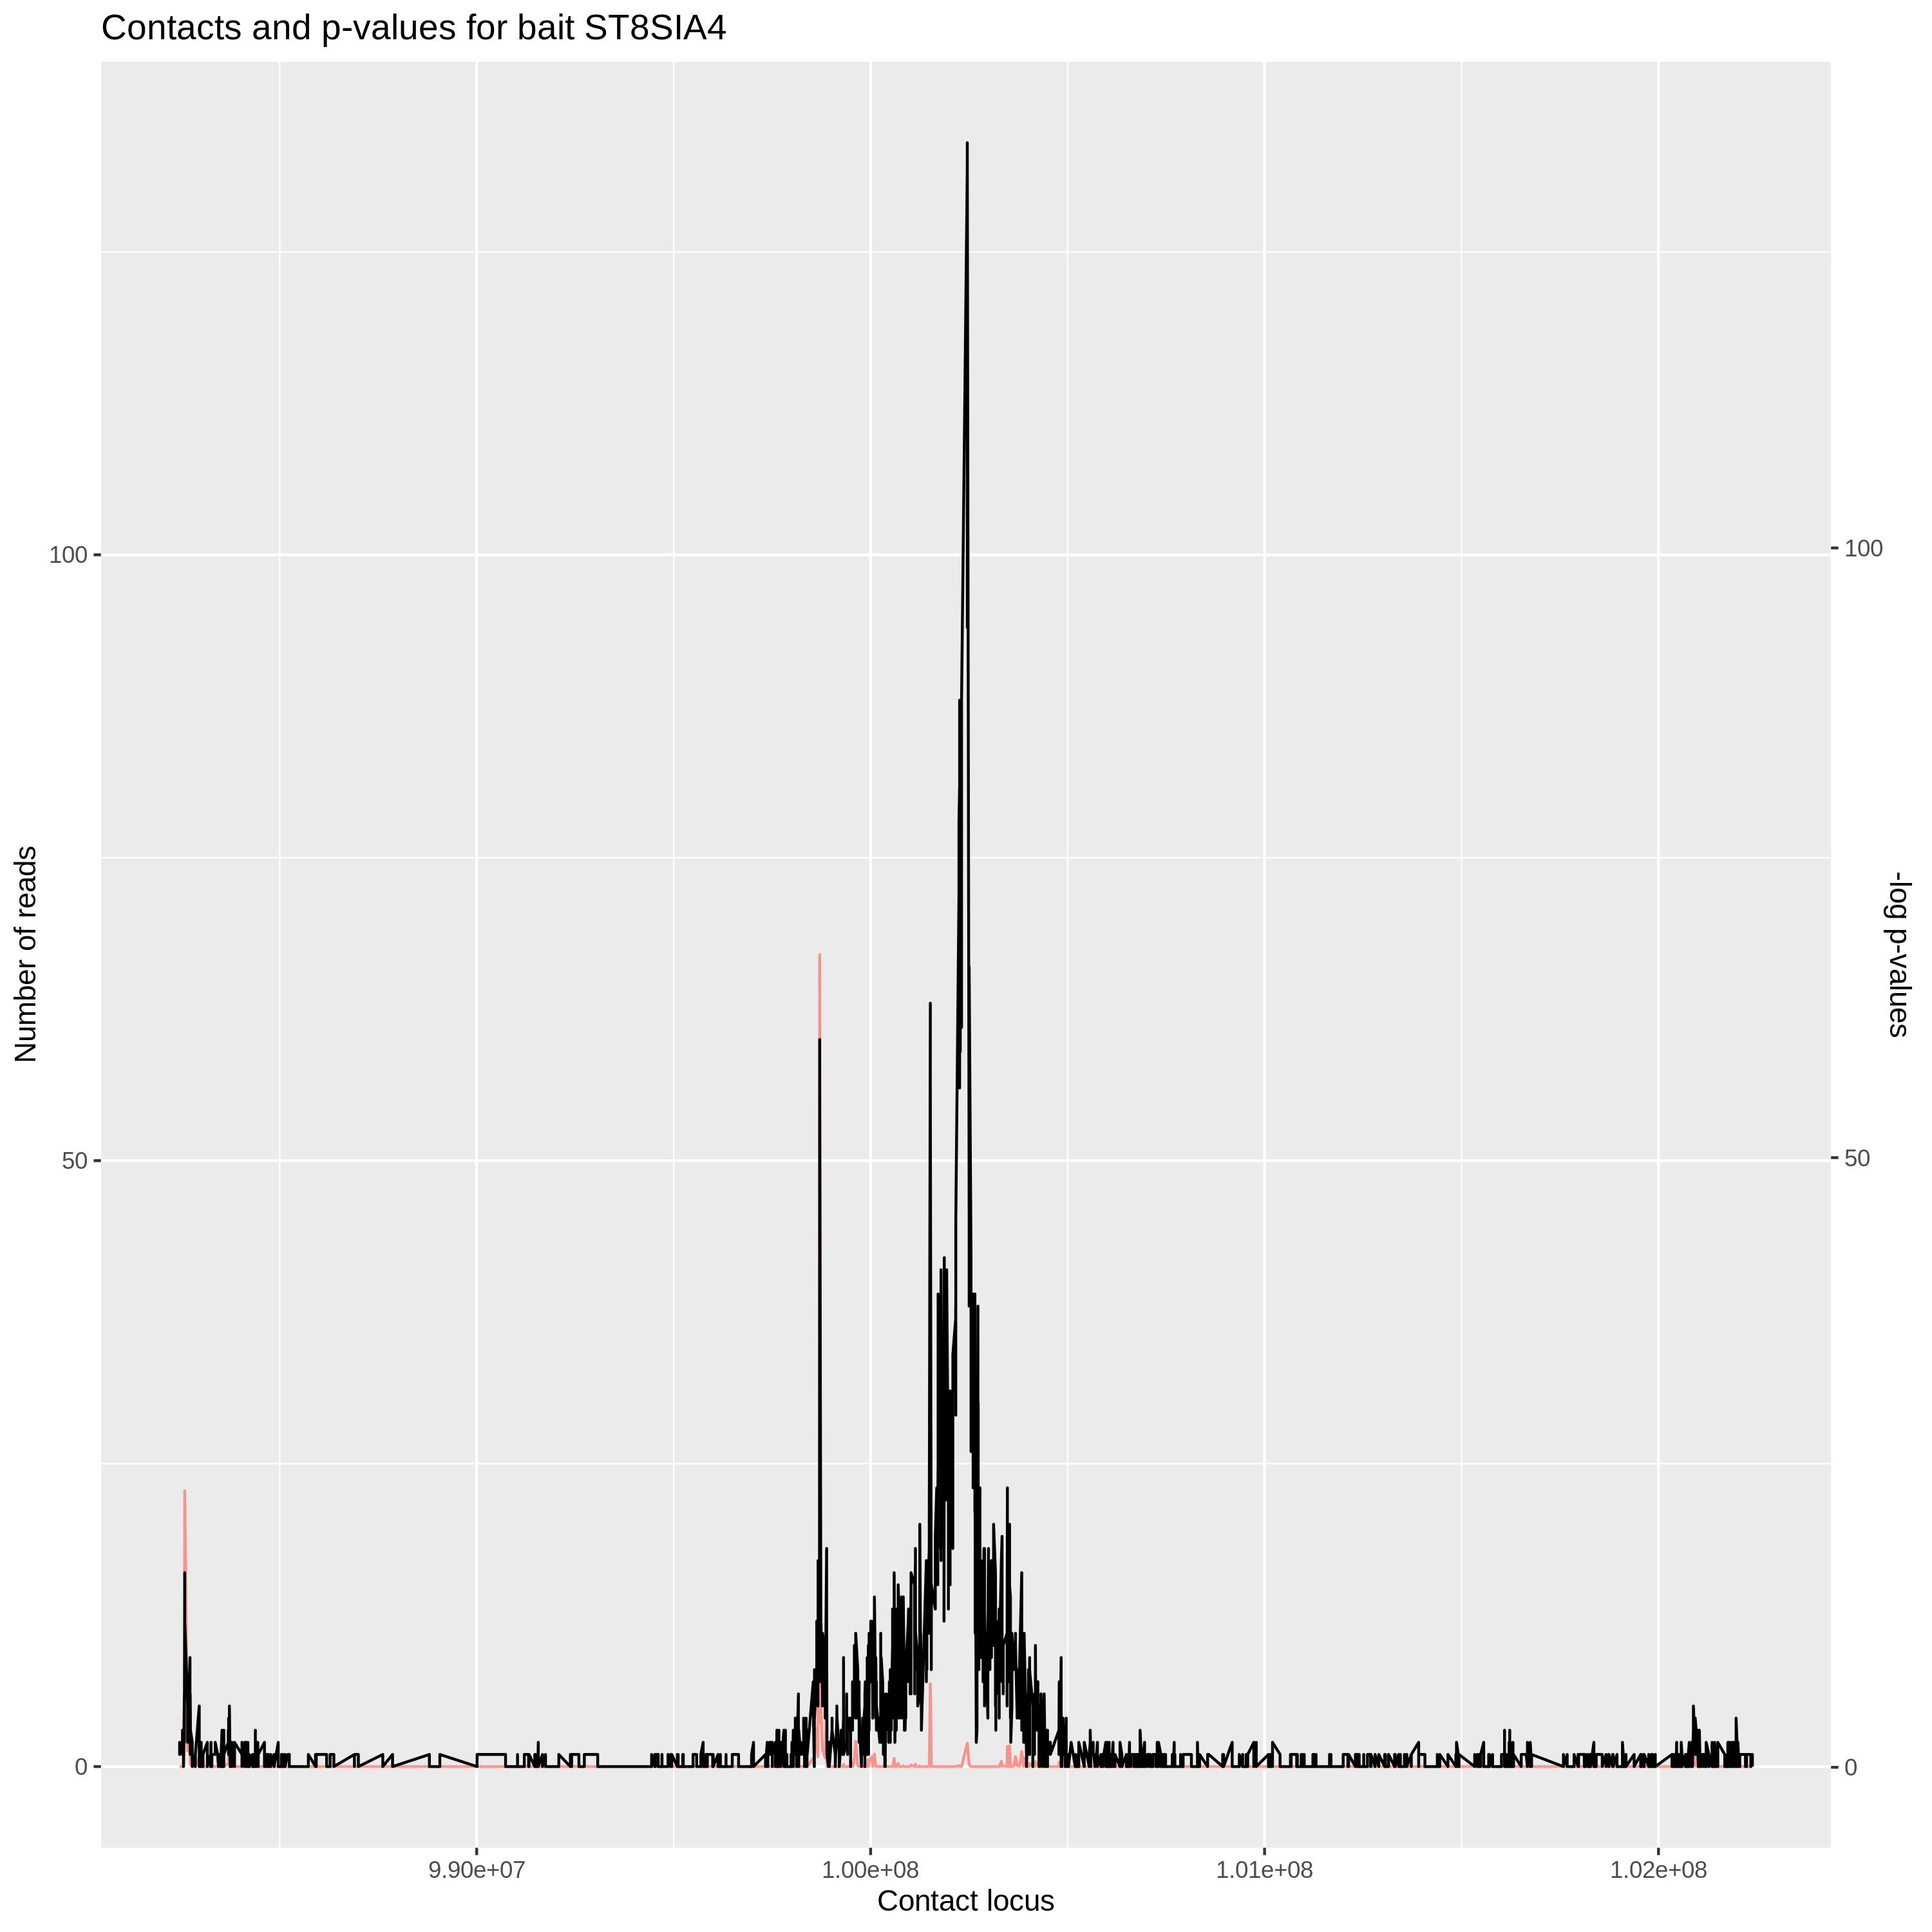 Contacts and p-values for bait ST8SIA4
100
50
0
Number of reads
100
50
0
-log p-values
9.90e+07
1.00e+08
1.01e+08
1.02e+08
Contact locus